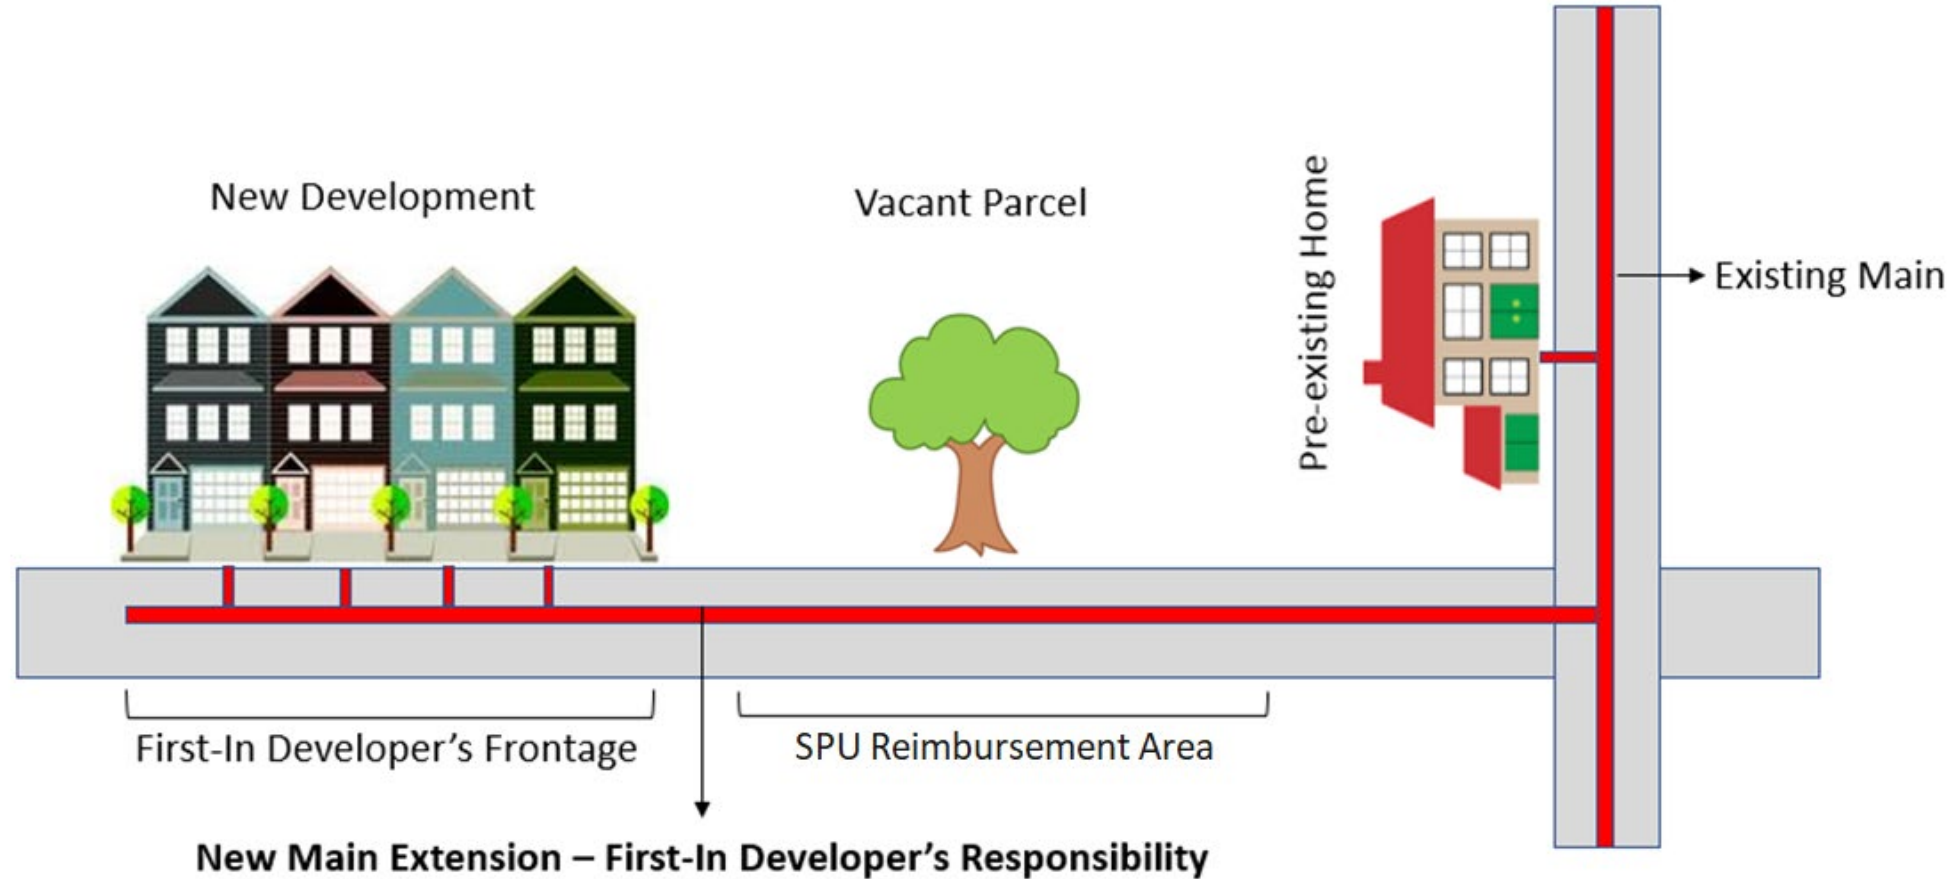 New Development
Vacant Parcel
Pre-existing Home
Existing Main
First-In Developer’s Frontage
SPU Reimbursement Area
New Main Extension – First-In Developer’s Responsibility